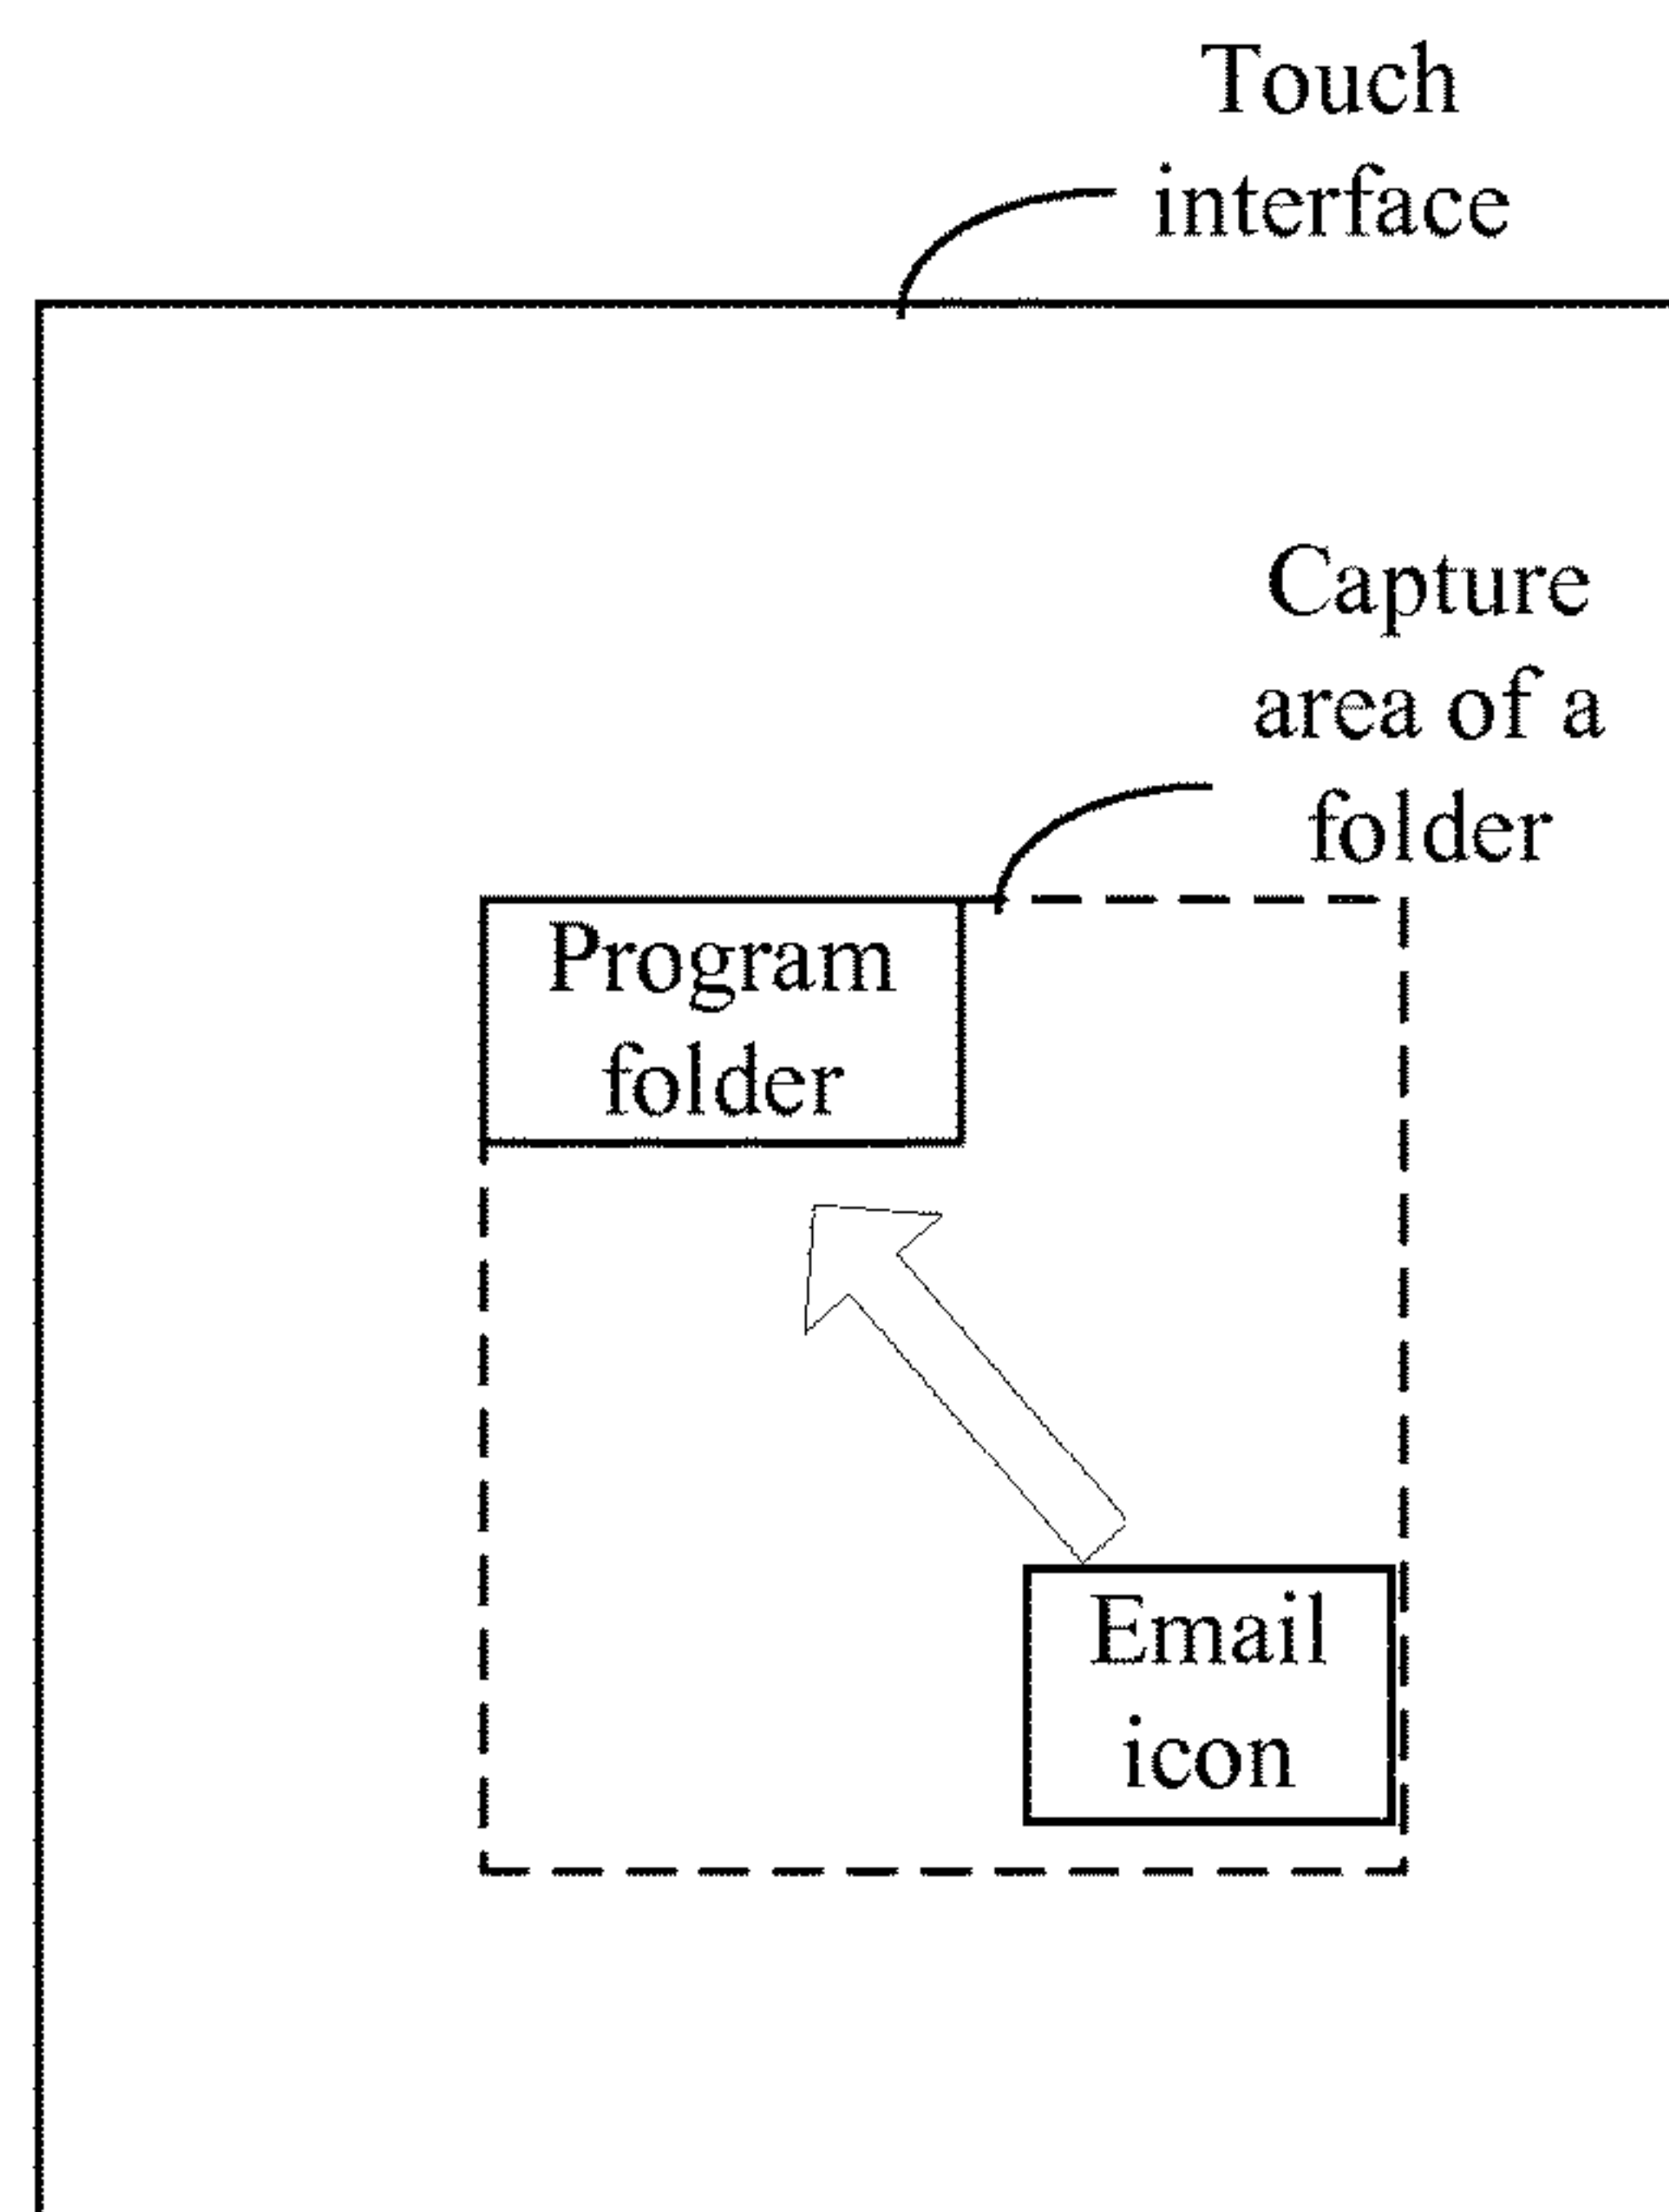 Touch
interface
Capture
area of a
folder
Program
folder
Email
icon